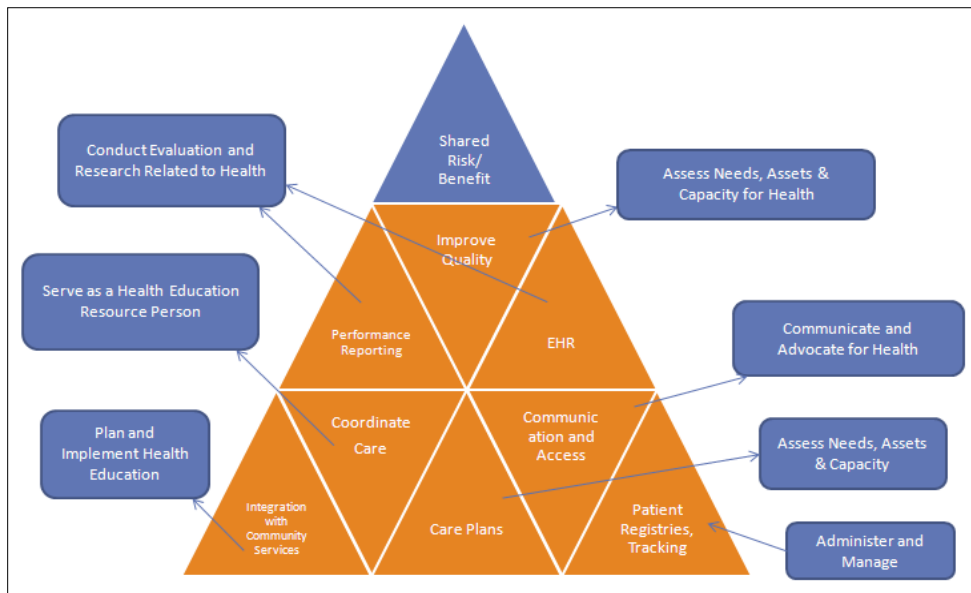 Shared
Risk/
Benefit
Conduct Evaluation and
Research Related to Health
Assess Needs, Assets &
Capacity for Health
Improve
Quality
Serve as a Health Education
Resource Person
Performance
Reporting
EHR
Communicate and
Advocate for Health
Plan and
Implement Health
Education
Coordinate
Care
Communic
ation and
Access
Assess Needs, Assets
& Capacity
Integration
with
Community
Services
Care Plans
Patient
Registries,
Tracking
Administer and
Manage